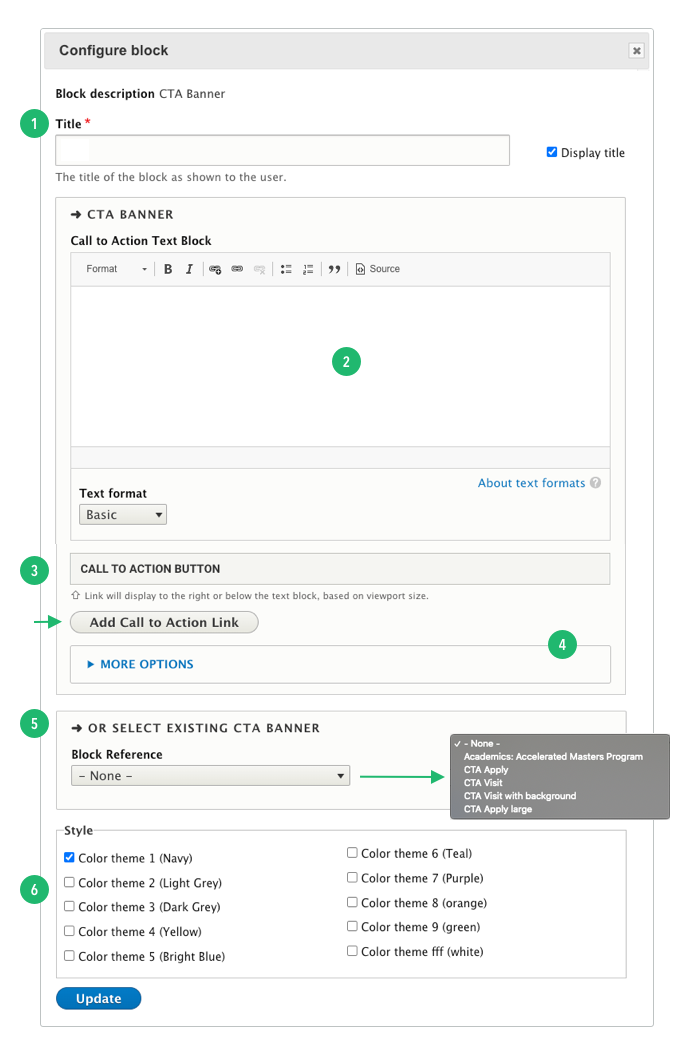 Configure block
Block description CTA Banner
1
Title *
Display title
The title of the block as shown to the user.
➔ CTA BANNER
Call to Action Text Block
Format B I Source
2
About text formats ?
Text format
Basic
3
CALL TO ACTION BUTTON
⇧ Link will display to the right or below the text block, based on viewport size.
Add Call to Action Link
4
► MORE OPTIONS
5
➔ OR SELECT EXISTING CTA BANNER
Block Reference
– None –
✓ - None -
Academics: Accelerated Masters Program
CTA Apply
CTA Visit
CTA Visit with background
CTA Apply large
Style
6
Color theme 1 (Navy)
Color theme 2 (Light Grey)
Color theme 3 (Dark Grey)
Color theme 4 (Yellow)
Color theme 5 (Bright Blue)
Color theme 6 (Teal)
Color theme 7 (Purple)
Color theme 8 (orange)
Color theme 9 (green)
Color theme fff (white)
Update